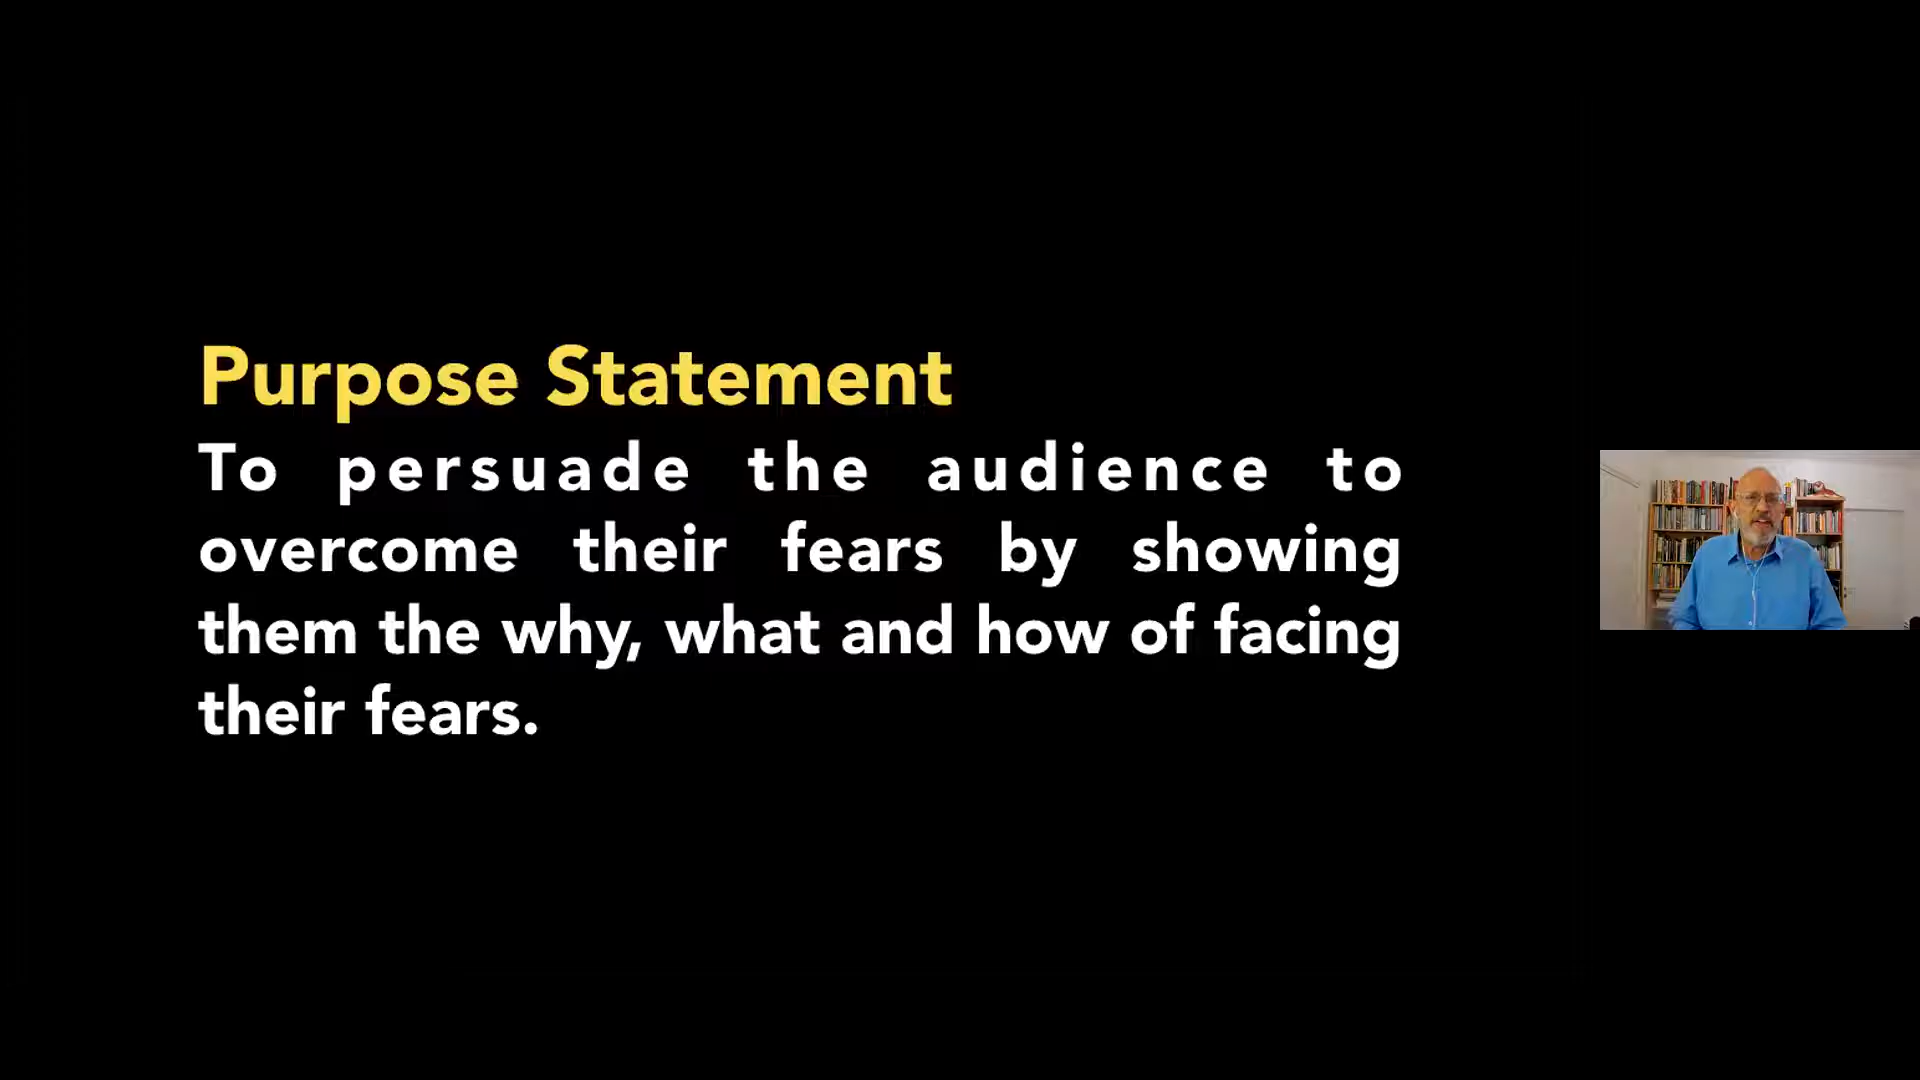 Purpose Statement
To persuade the audience to
overcome their fears by showing
them the why, what and how of facing
their fears.